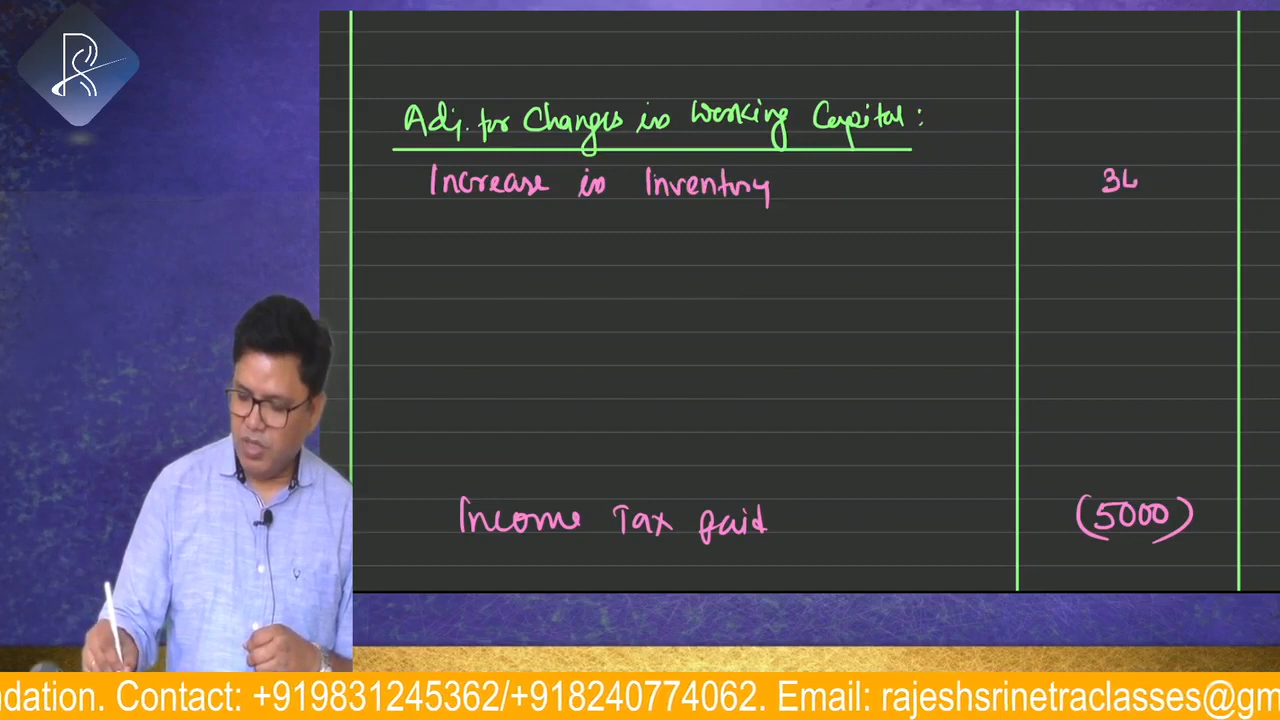 Adj. for Changes in Working Capital:
Increase in Inventory
Income Tax paid (5000)
ndation. Contact: +919831245362/+918240774062. Email: rajeshsrinetraclasses@gm